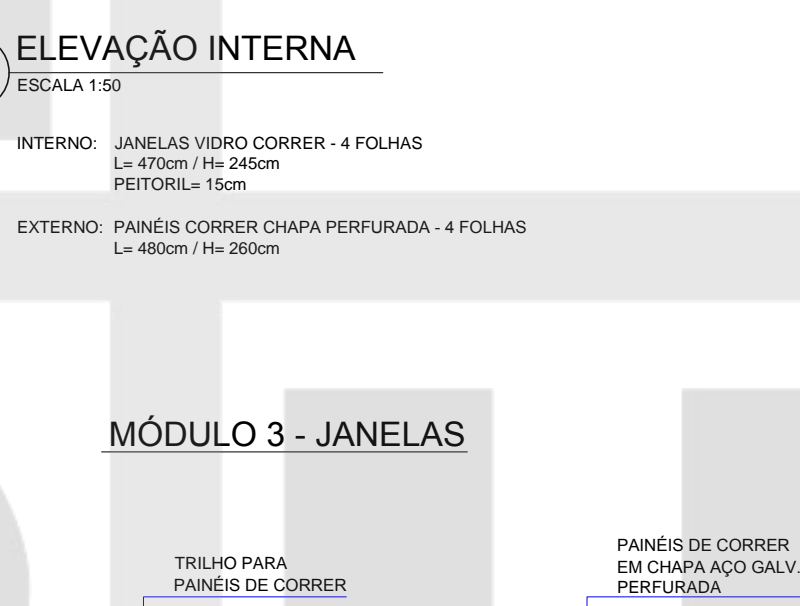 ELEVAÇÃO INTERNA
ESCALA 1:50
INTERNO: JANELAS VIDRO CORRER - 4 FOLHAS
L= 470cm / H= 245cm
PEITORIL= 15cm
EXTERNO: PAINÉIS CORRER CHAPA PERFURADA - 4 FOLHAS
L= 480cm / H= 260cm
MÓDULO 3 - JANELAS
TRILHO PARA
PAINÉIS DE CORRER
PAINÉIS DE CORRER
EM CHAPA AÇO GALV.
PERFURADA